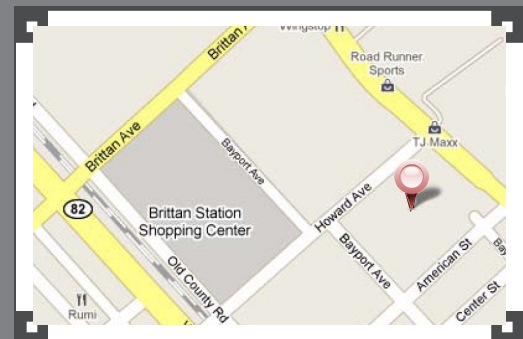 Wingstop
Brittan A
Road Runner
Sports
TJ Maxx
Brittan Ave
Bayport Ave
82
Brittan Station
Shopping Center
Howard Ave
Bayport Ave
American St
Bay
Old County Rd
Center St
Rumi